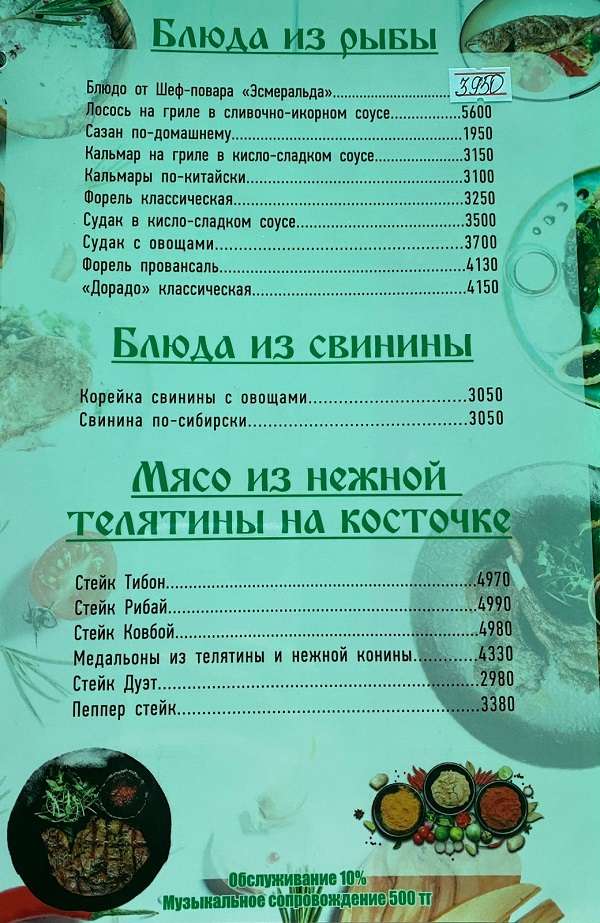 Блюда из рыбы
Блюдо от Шеф-повара «Эсмеральда»........................3950
Лосось на гриле в сливочно-икорном соусе..............5600
Сазан по-домашнему................................................1950
Кальмар на гриле в кисло-сладком соусе.................3150
Кальмары по-китайски.............................................3100
Форель классическая...............................................3250
Судак в кисло-сладком соусе...................................3500
Судак с овощами....................................................3700
Форель провансаль..................................................4130
«Дорадо» классическая............................................4150
Блюда из свинины
Корейка свинины с овощами.......................3050
Свинина по-сибирски................................3050
Мясо из нежной
телятины на косточке
Стейк Тибон................................................4970
Стейк Рибай................................................4990
Стейк Ковбой...............................................4980
Медальоны из телятины и нежной конины..........4330
Стейк Дуэт..................................................2980
Пеппер стейк...............................................3380
Обслуживание 10%
Музыкальное сопровождение 500 тг